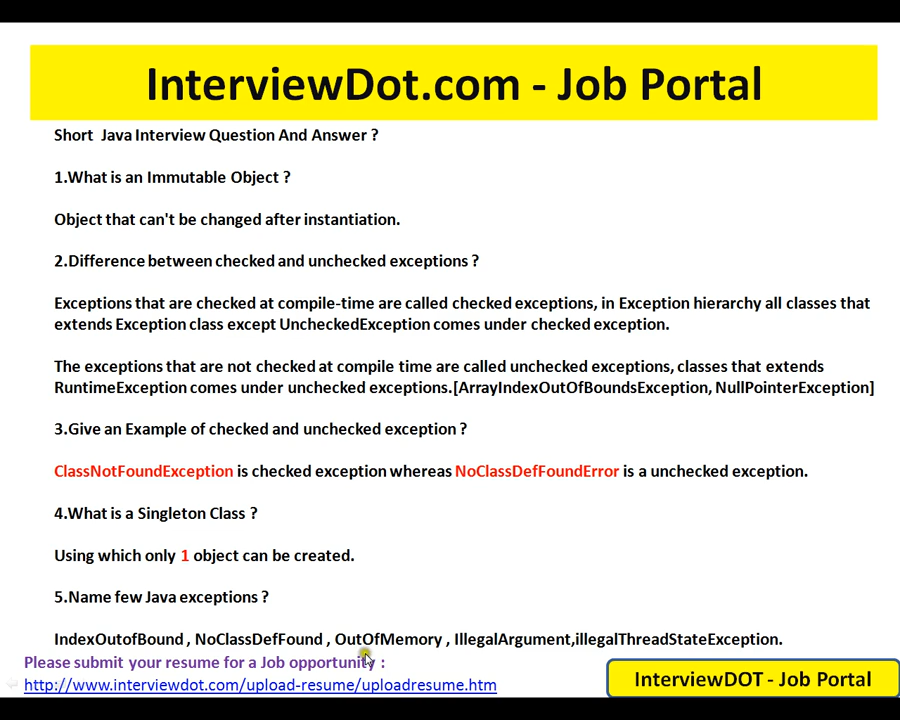 InterviewDot.com - Job Portal
Short Java Interview Question And Answer ?
1.What is an Immutable Object ?
Object that can't be changed after instantiation.
2.Difference between checked and unchecked exceptions ?
Exceptions that are checked at compile-time are called checked exceptions, in Exception hierarchy all classes that
extends Exception class except UncheckedException comes under checked exception.
The exceptions that are not checked at compile time are called unchecked exceptions, classes that extends
RuntimeException comes under unchecked exceptions.[ArrayIndexOutOfBoundsException, NullPointerException]
3.Give an Example of checked and unchecked exception ?
ClassNotFoundException is checked exception whereas NoClassDefFoundError is a unchecked exception.
4.What is a Singleton Class ?
Using which only 1 object can be created.
5.Name few Java exceptions ?
IndexOutofBound , NoClassDefFound , OutOfMemory , IllegalArgument,illegalThreadStateException.
Please submit your resume for a Job opportunity :
http://www.interviewdot.com/upload-resume/uploadresume.htm
InterviewDOT - Job Portal